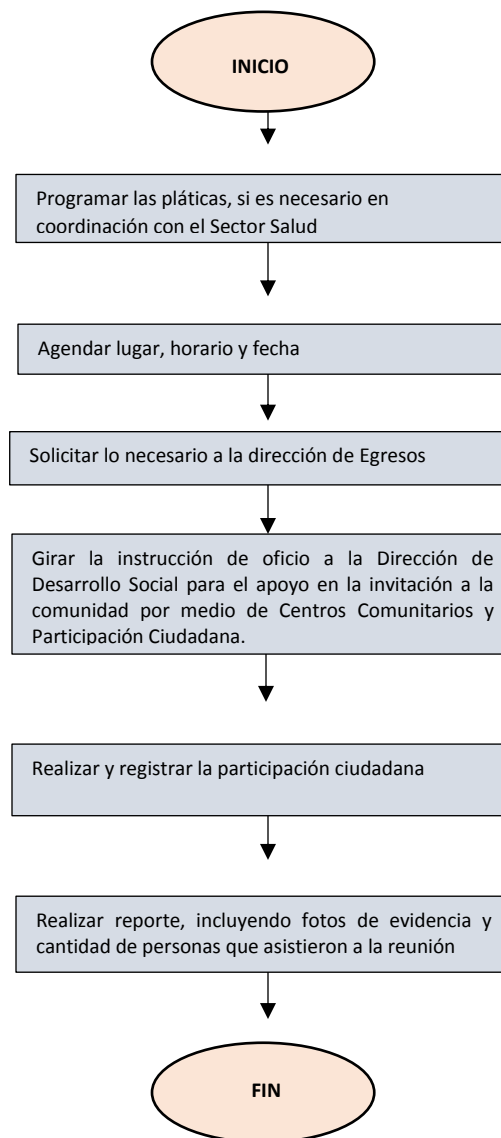 INICIO
Programar las pláticas, si es necesario en
coordinación con el Sector Salud
Agendar lugar, horario y fecha
Solicitar lo necesario a la dirección de Egresos
Girar la instrucción de oficio a la Dirección de
Desarrollo Social para el apoyo en la invitación a la
comunidad por medio de Centros Comunitarios y
Participación Ciudadana.
Realizar y registrar la participación ciudadana
Realizar reporte, incluyendo fotos de evidencia y
cantidad de personas que asistieron a la reunión
FIN